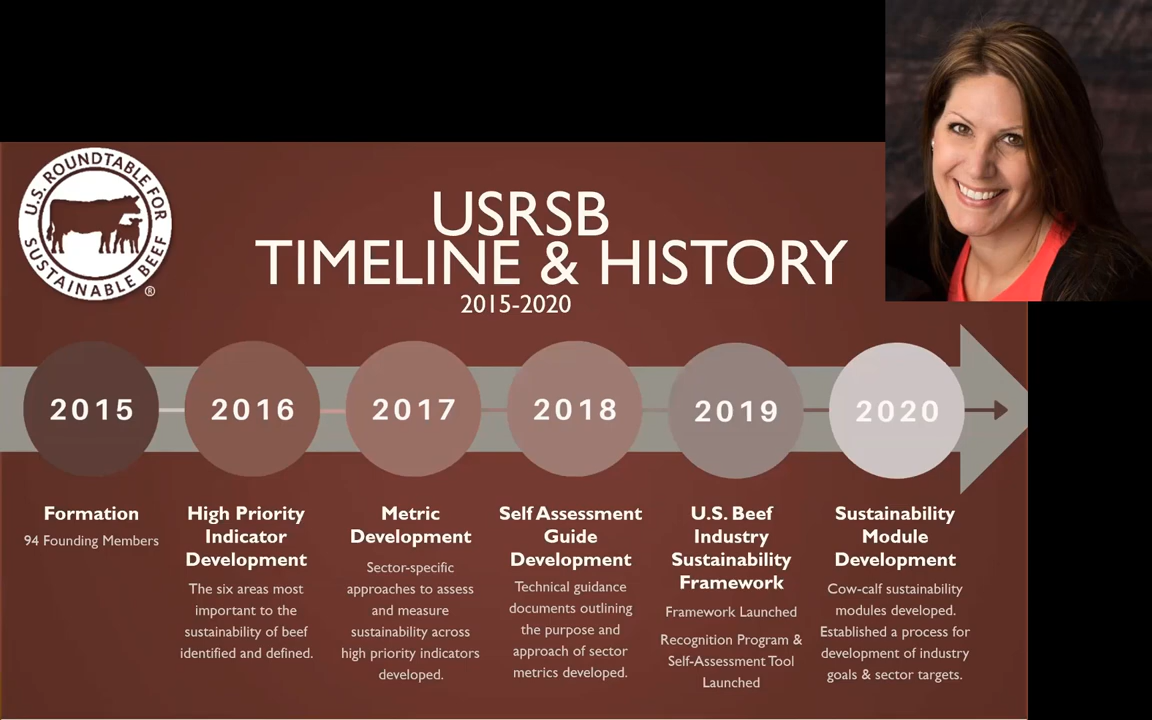 U.S. ROUNDTABLE FOR
SUSTAINABLE BEEF
®
USRSB
TIMELINE & HISTORY
2015-2020
2015
2016
2017
2018
2019
2020
Formation
94 Founding Members
High Priority
Indicator
Development
The six areas most
important to the
sustainability of beef
identified and defined.
Metric
Development
Sector-specific
approaches to assess
and measure
sustainability across
high priority indicators
developed.
Self Assessment
Guide
Development
Technical guidance
documents outlining
the purpose and
approach of sector
metrics developed.
U.S. Beef
Industry
Sustainability
Framework
Framework Launched
Recognition Program &
Self-Assessment Tool
Launched
Sustainability
Module
Development
Cow-calf sustainability
modules developed.
Established a process for
development of industry
goals & sector targets.